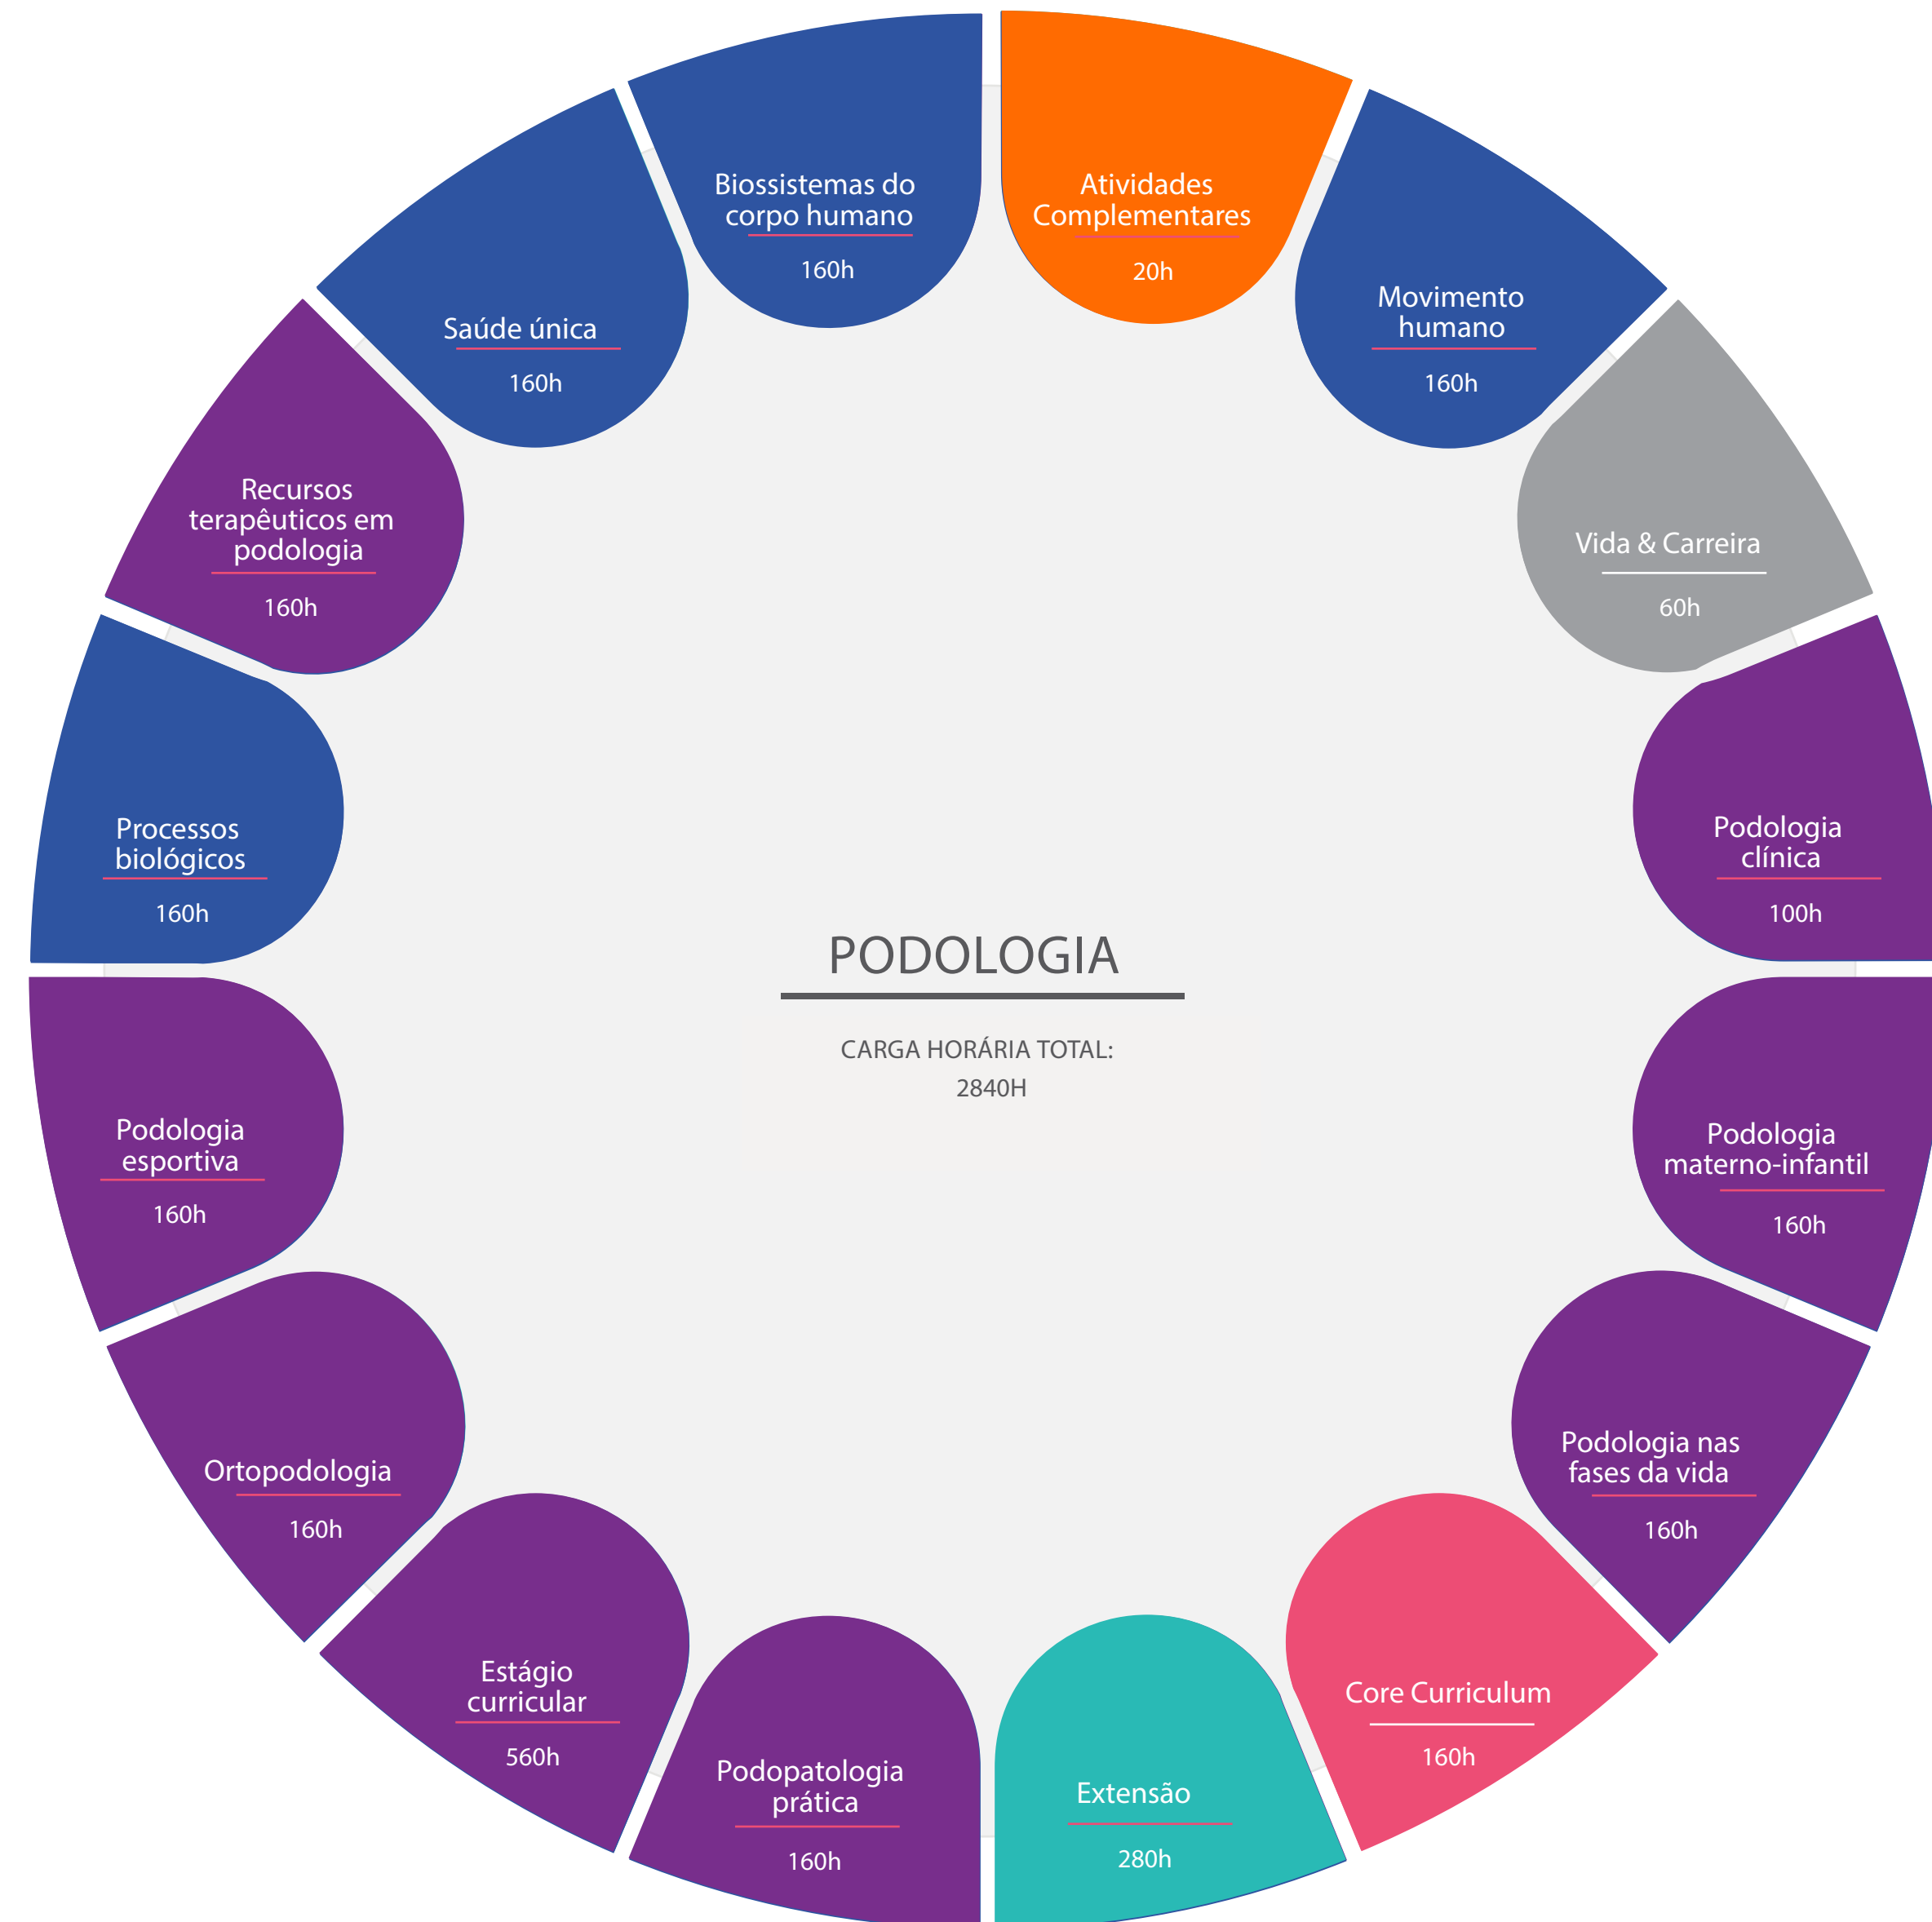 Biossistemas do
corpo humano
160h
Atividades
Complementares
20h
Movimento
humano
160h
Vida & Carreira
60h
Podologia
clínica
100h
Podologia
materno-infantil
160h
Podologia nas
fases da vida
160h
Core Curriculum
160h
Extensão
280h
Podopatologia
prática
160h
Estágio
curricular
560h
Ortopodologia
160h
Podologia
esportiva
160h
Processos
biológicos
160h
Recursos
terapêuticos em
podologia
160h
Saúde única
160h
PODOLOGIA
CARGA HORÁRIA TOTAL:
2840H